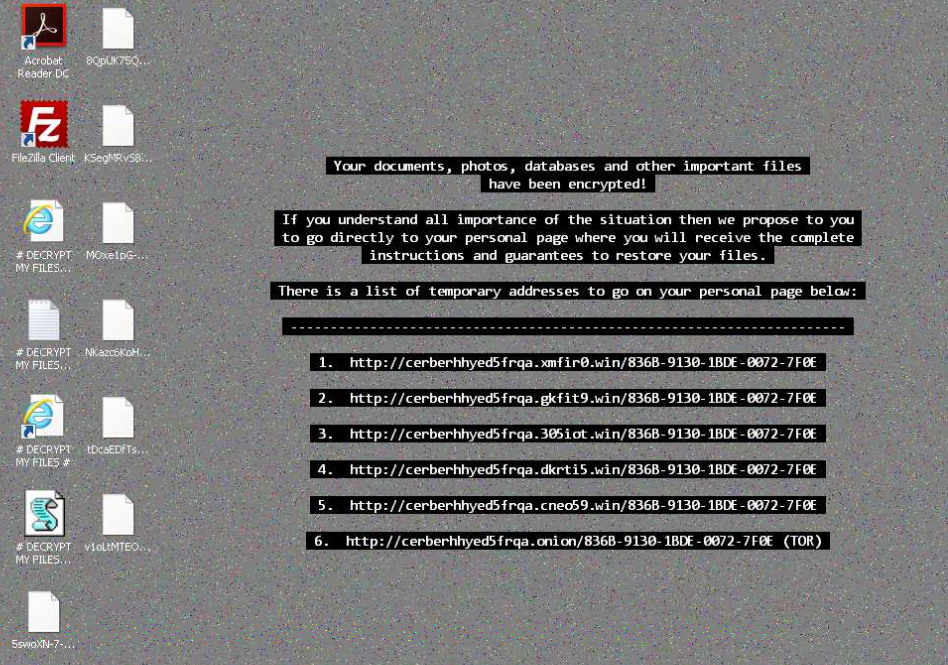 Acrobat
Reader DC
8QpUK75Q...
FileZilla Client
KSegMRvS8...
# DECRYPT
MY FILES...
MOxe1pG-...
# DECRYPT
MY FILES...
NKazc6KoH...
# DECRYPT
MY FILES #
tDcaEDfTs...
# DECRYPT
MY FILES...
v1oLtMTEO...
5swoXN-7-...
Your documents, photos, databases and other important files
have been encrypted!
If you understand all importance of the situation then we propose to you
to go directly to your personal page where you will receive the complete
instructions and guarantees to restore your files.
There is a list of temporary addresses to go on your personal page below:
1. http://cerberhhyed5frqa.xmfir0.win/836B-9130-1BDE-0072-7F0E
2. http://cerberhhyed5frqa.gkfit9.win/836B-9130-1BDE-0072-7F0E
3. http://cerberhhyed5frqa.305iot.win/836B-9130-1BDE-0072-7F0E
4. http://cerberhhyed5frqa.dkrti5.win/836B-9130-1BDE-0072-7F0E
5. http://cerberhhyed5frqa.cneo59.win/836B-9130-1BDE-0072-7F0E
6. http://cerberhhyed5frqa.onion/836B-9130-1BDE-0072-7F0E (TOR)